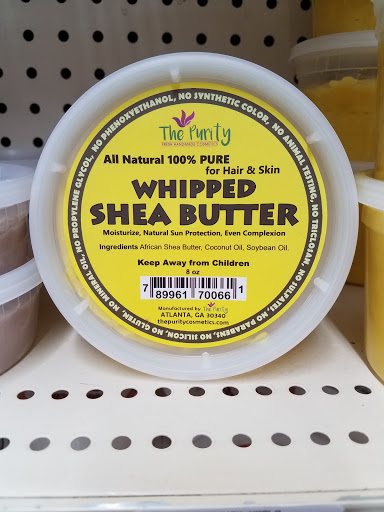 NO MINERAL OIL, NO PROPYLENE GLYCOL, NO PHENOXYETHANOL, NO SYNTHETIC COLOR, NO ANIMAL TESTING, NO TRICLOSAN, NO SULFATES, NO PARABENS, NO SILICON, NO GLUTEN,
The Purity
FRESH HANDMADE COSMETICS
All Natural 100% PURE
for Hair & Skin
WHIPPED
SHEA BUTTER
Moisturize, Natural Sun Protection, Even Complexion
Ingredients African Shea Butter, Coconut Oil, Soybean Oil.
Keep Away from Children
8 oz
7 89961 70066 1
Manufactured by The Purity
ATLANTA, GA 30340
thepuritycosmetics.com